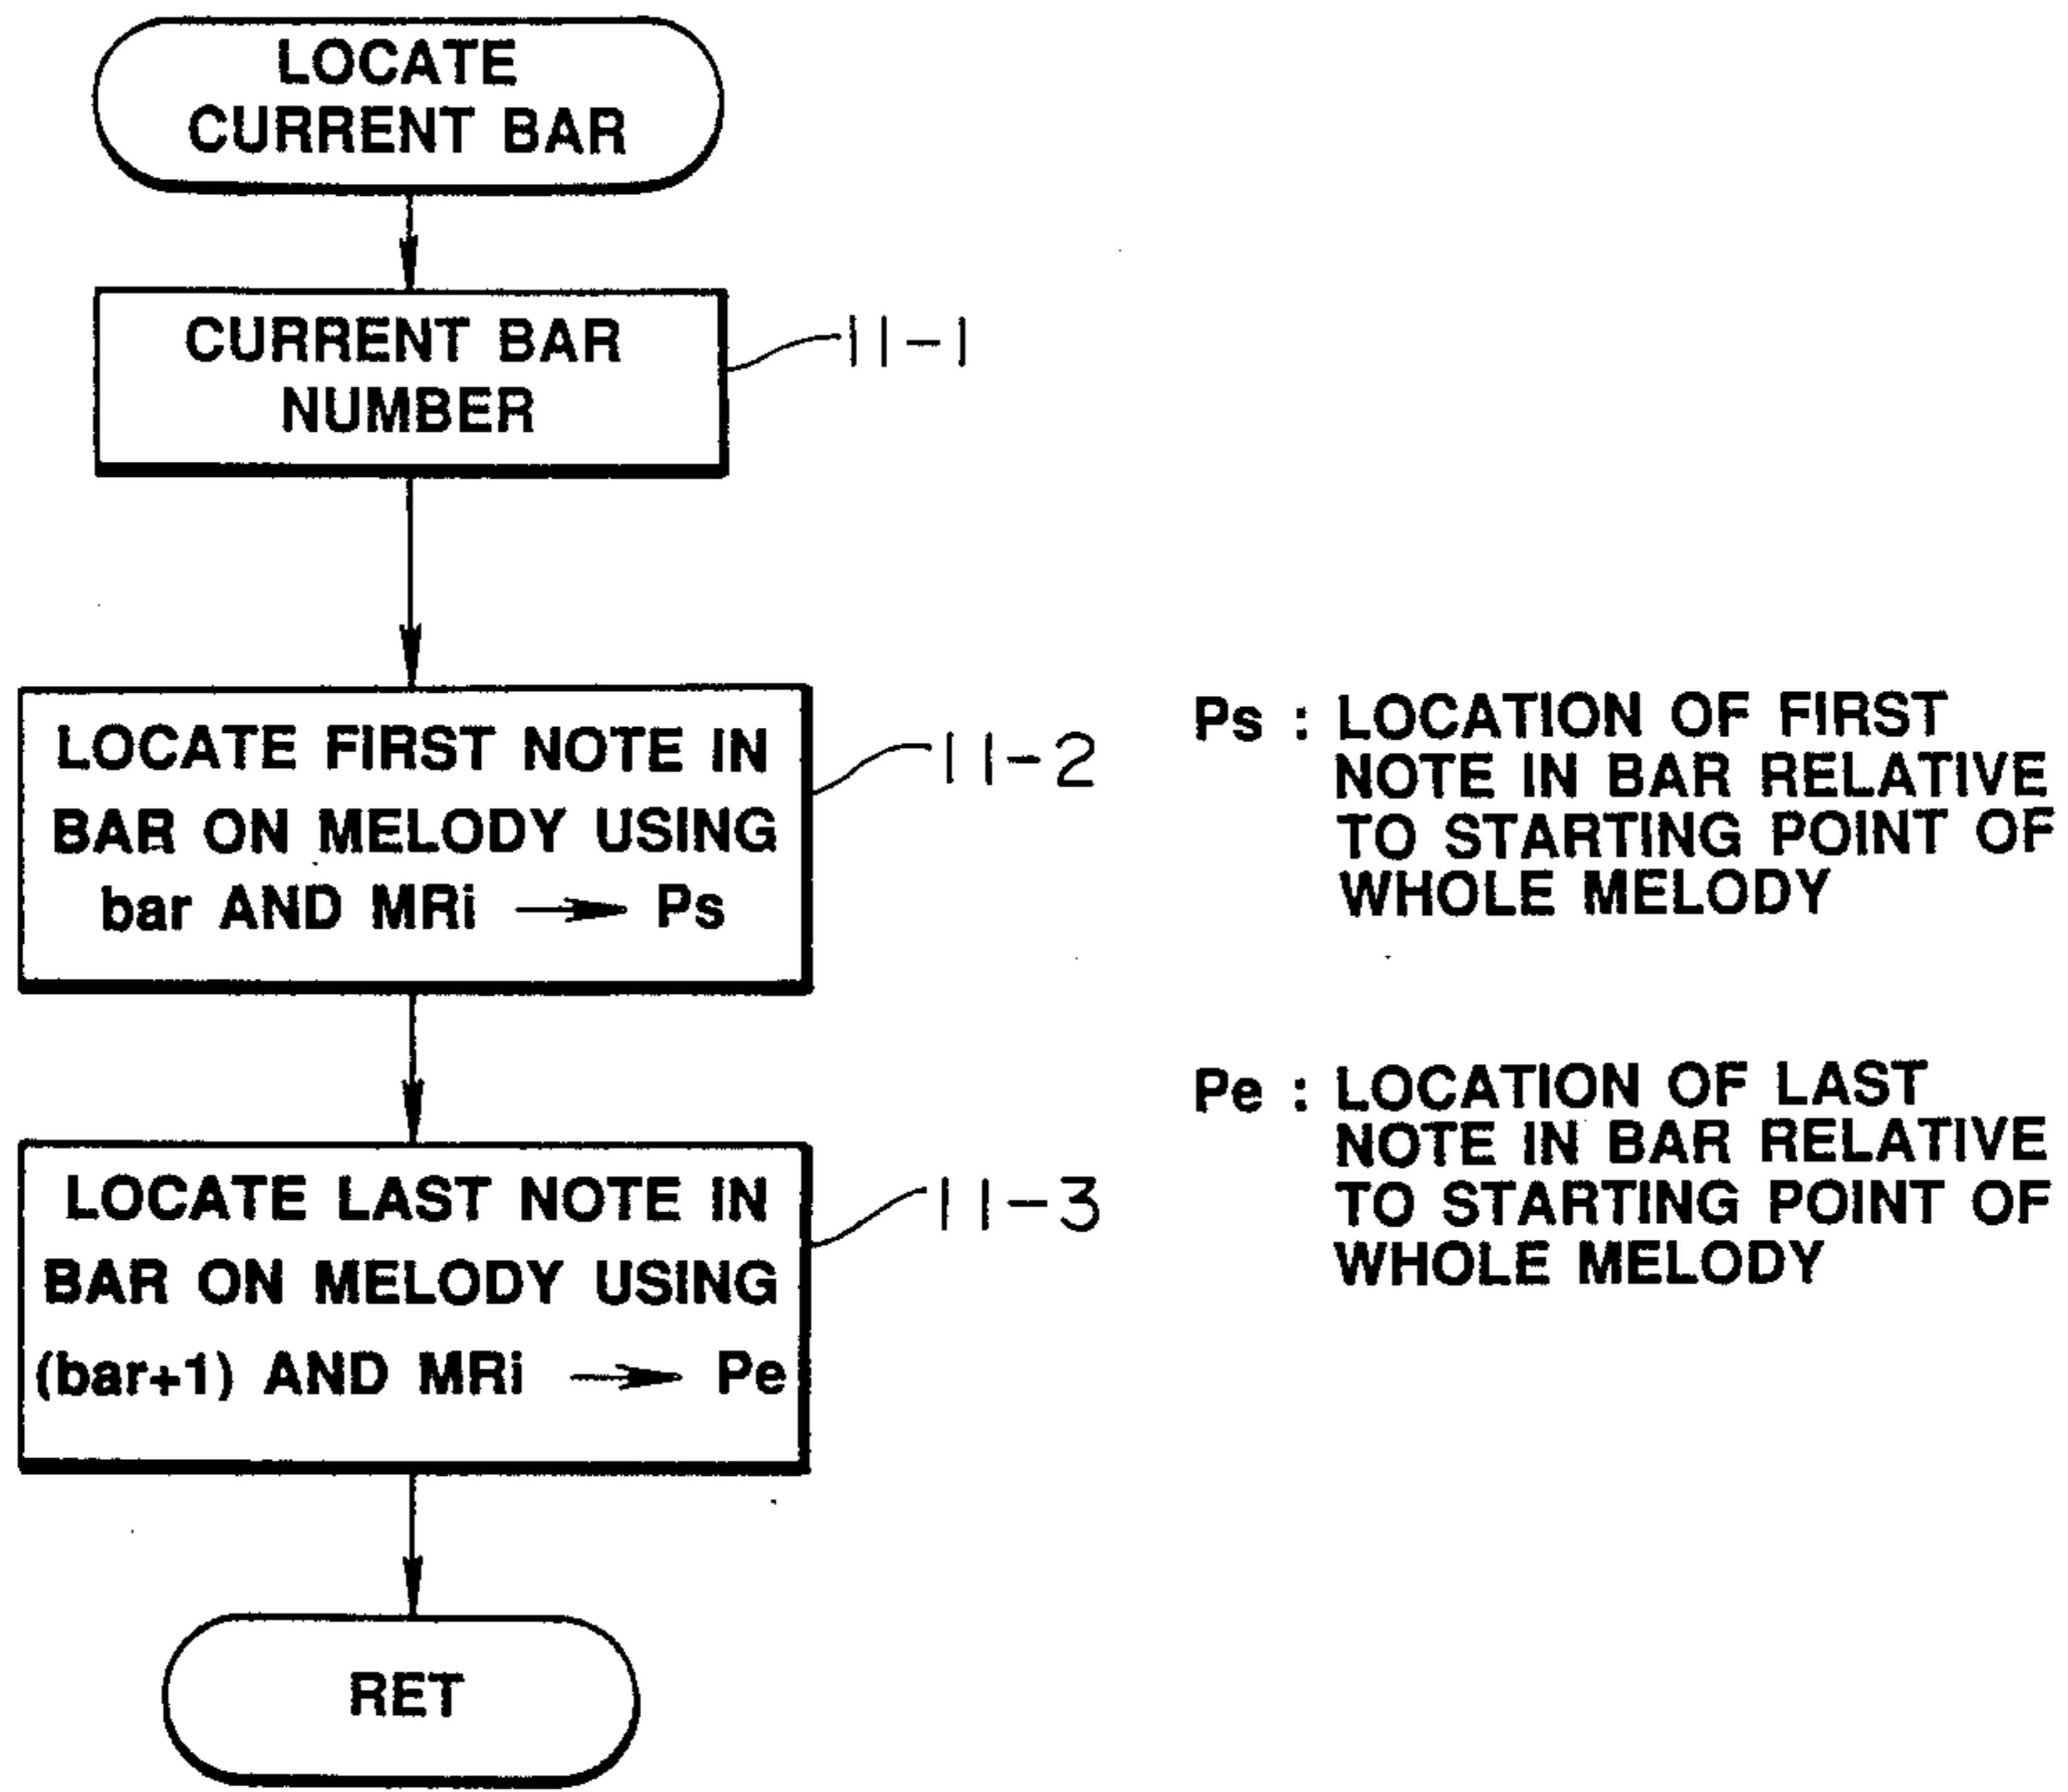 LOCATE
CURRENT BAR
CURRENT BAR
NUMBER
11-1
LOCATE FIRST NOTE IN
BAR ON MELODY USING
bar AND MRi → Ps
11-2
Ps : LOCATION OF FIRST
NOTE IN BAR RELATIVE
TO STARTING POINT OF
WHOLE MELODY
LOCATE LAST NOTE IN
BAR ON MELODY USING
(bar+1) AND MRi → Pe
11-3
Pe : LOCATION OF LAST
NOTE IN BAR RELATIVE
TO STARTING POINT OF
WHOLE MELODY
RET